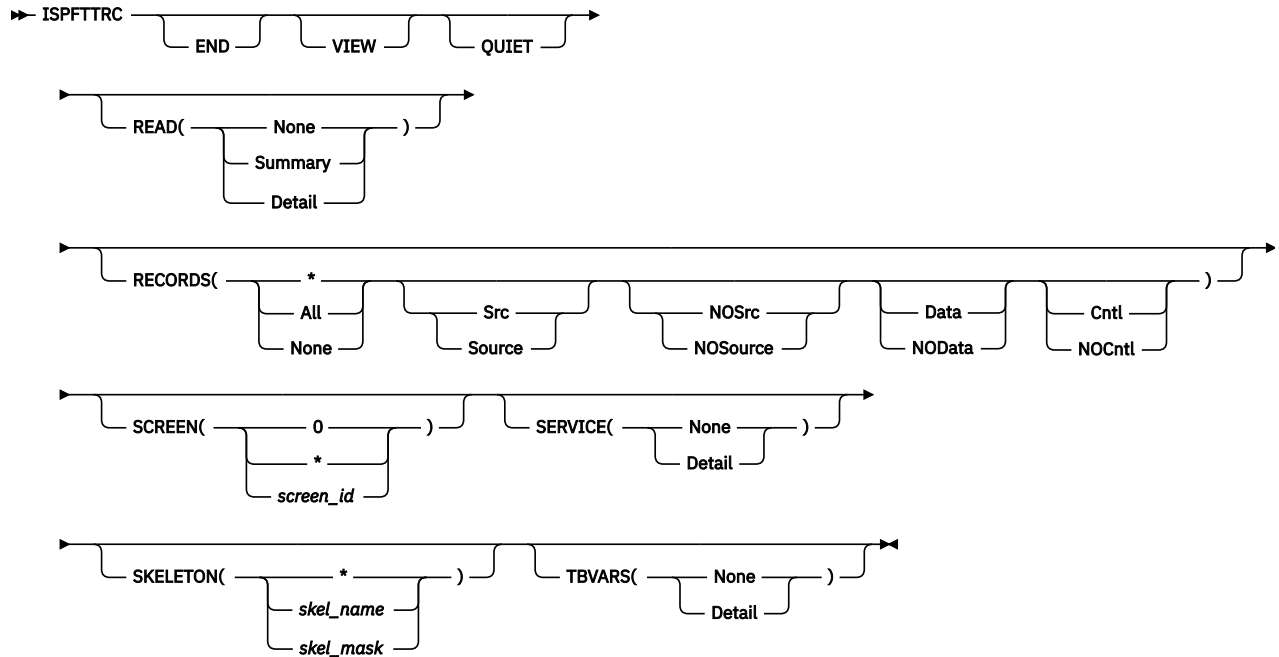 ISPFTTRC
END VIEW QUIET
READ( None )
Summary
Detail
RECORDS( * )
All Src NOSrc Data Cntl
None Source NOSource NOData NOCntl
SCREEN( 0 ) SERVICE( None )
* Detail
screen_id
SKELETON( * ) TBVARS( None )
skel_name Detail
skel_mask